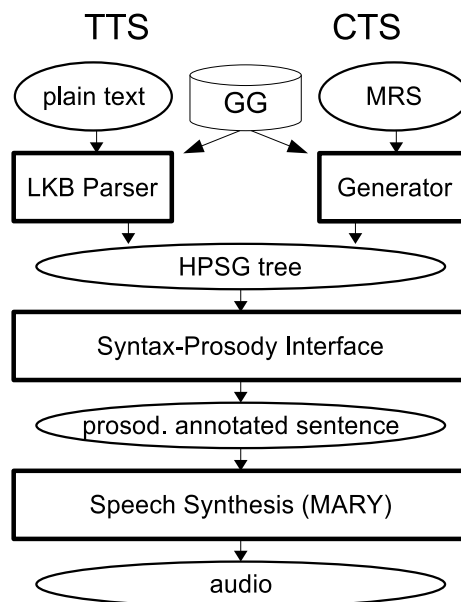 TTS CTS
plain text GG MRS
LKB Parser Generator
HPSG tree
Syntax-Prosody Interface
prosod. annotated sentence
Speech Synthesis (MARY)
audio